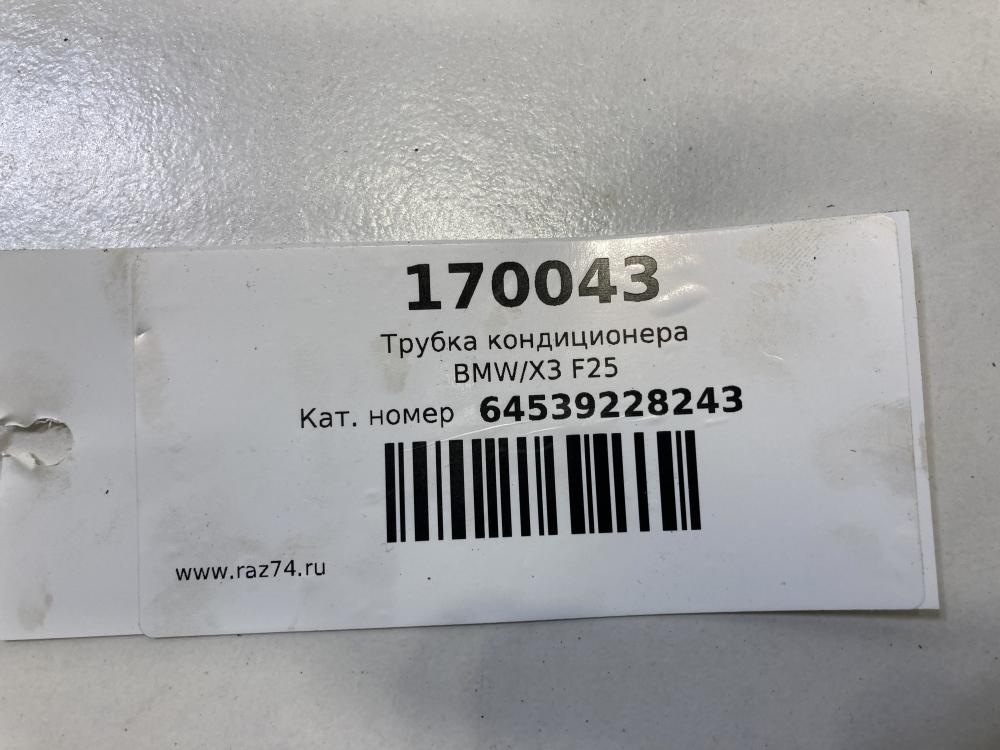 170043
Трубка кондиционера
BMW/X3 F25
Кат. номер 64539228243
www.raz74.ru